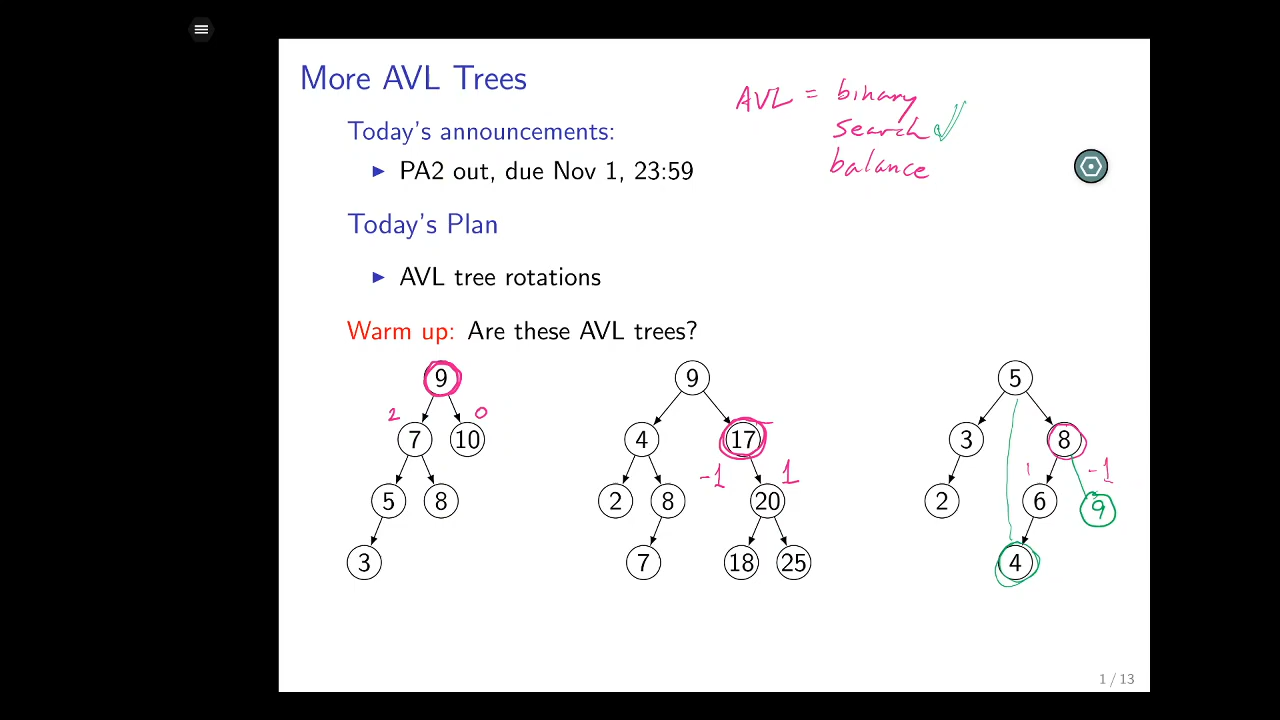 More AVL Trees
AVL = binary
search
balance
Today's announcements:
▶ PA2 out, due Nov 1, 23:59
Today's Plan
▶ AVL tree rotations
Warm up: Are these AVL trees?
9 9 5
2 0
7 10 4 17 3 8
-1 1 1 -1
5 8 2 8 20 2 6 9
3 7 18 25 4
1 / 13